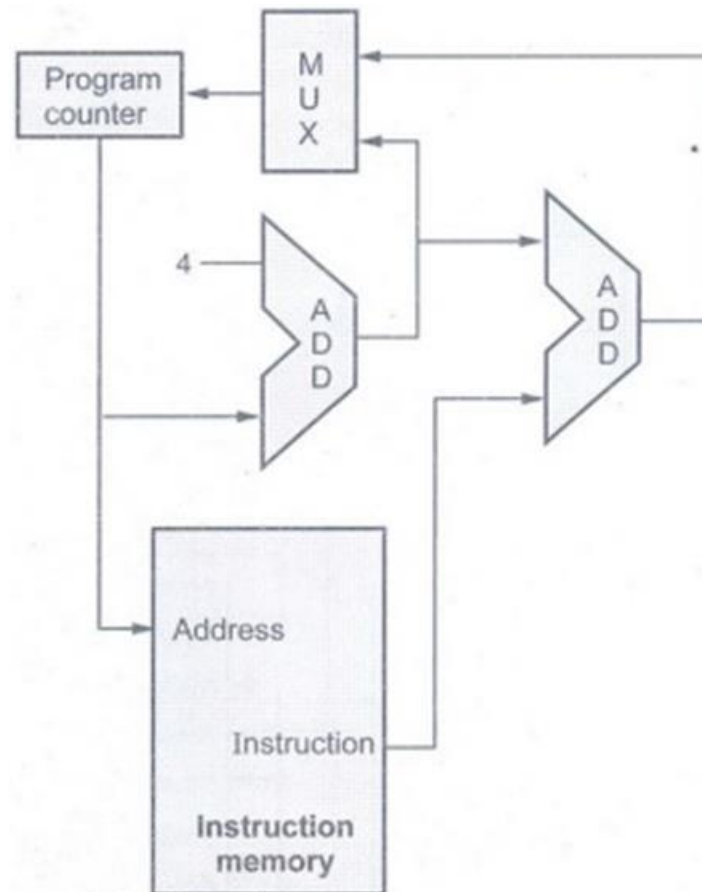 Program
counter
M
U
X
4
A
D
D
A
D
D
Address
Instruction
Instruction
memory